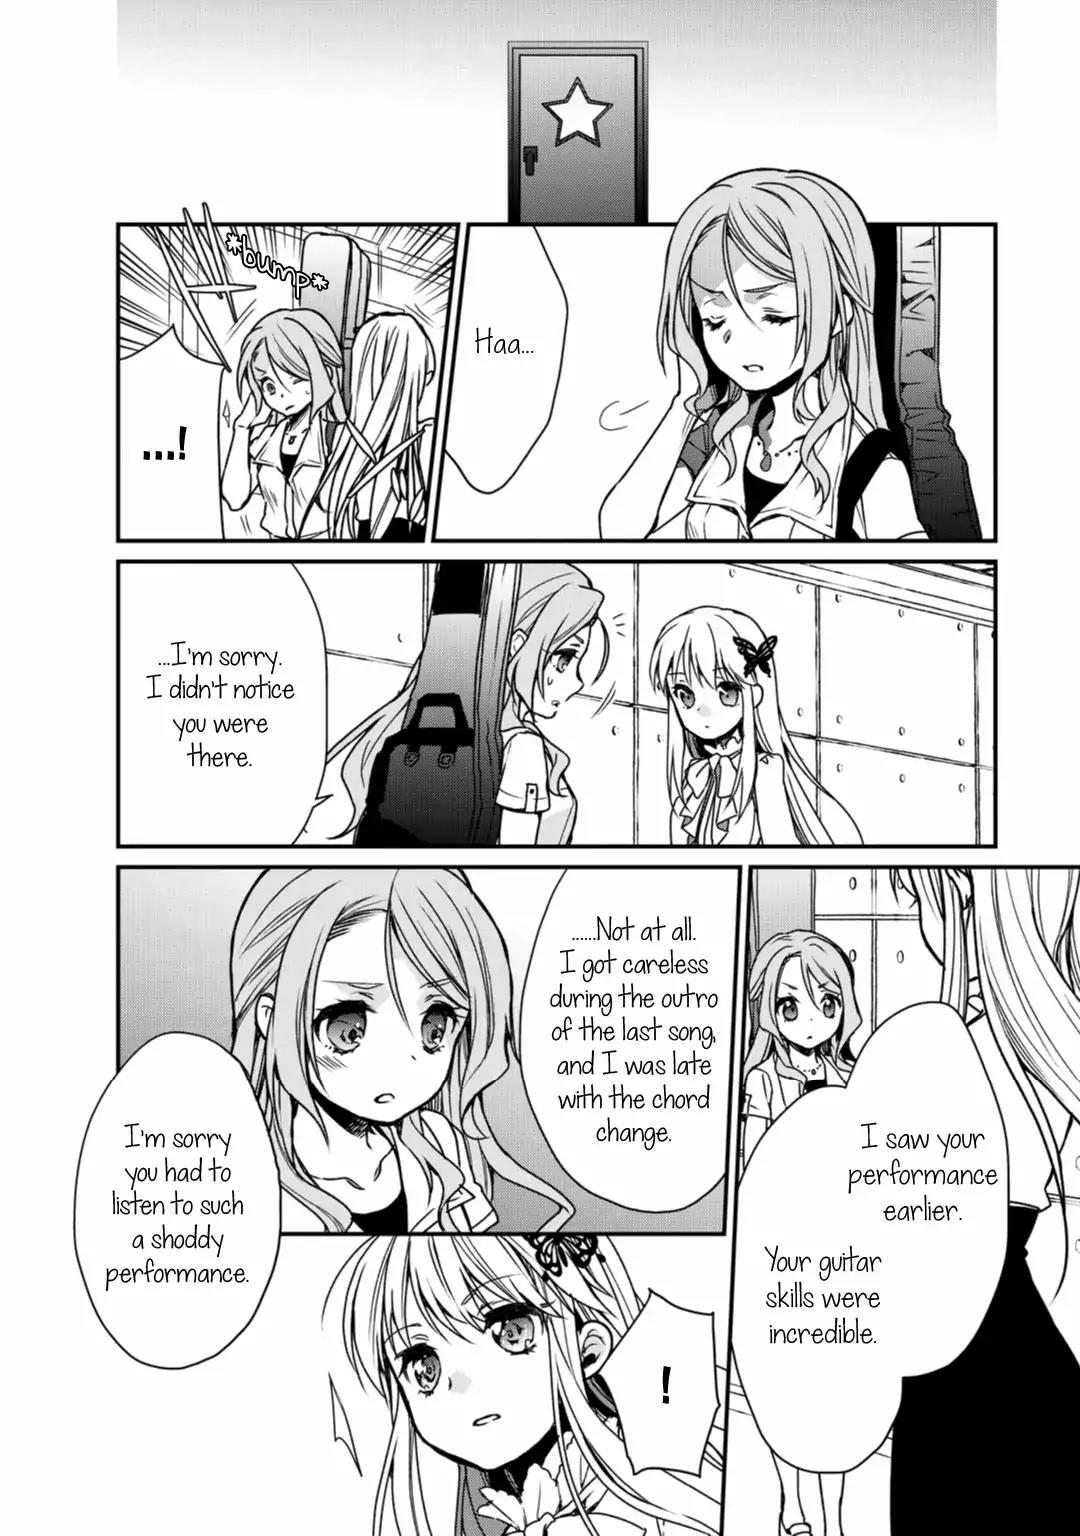 Haa...
*bump*
....!
...I'm sorry.
I didn't notice
you were
there.
I saw your
performance
earlier.
Your guitar
skills were
incredible.
......Not at all.
I got careless
during the outro
of the last song,
and I was late
with the chord
change.
I'm sorry
you had to
listen to such
a shoddy
performance.
!